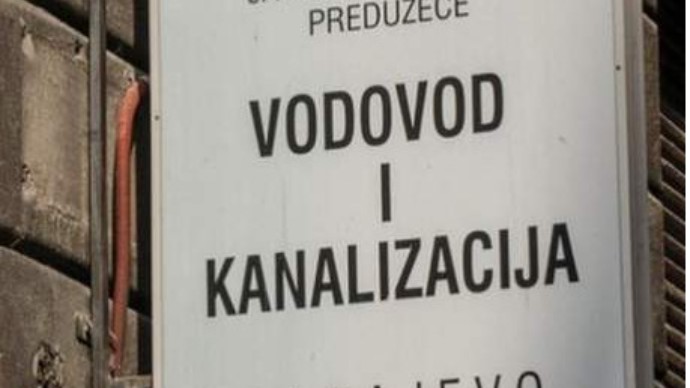 PREDUZEĆE
VODOVOD
I
KANALIZACIJA